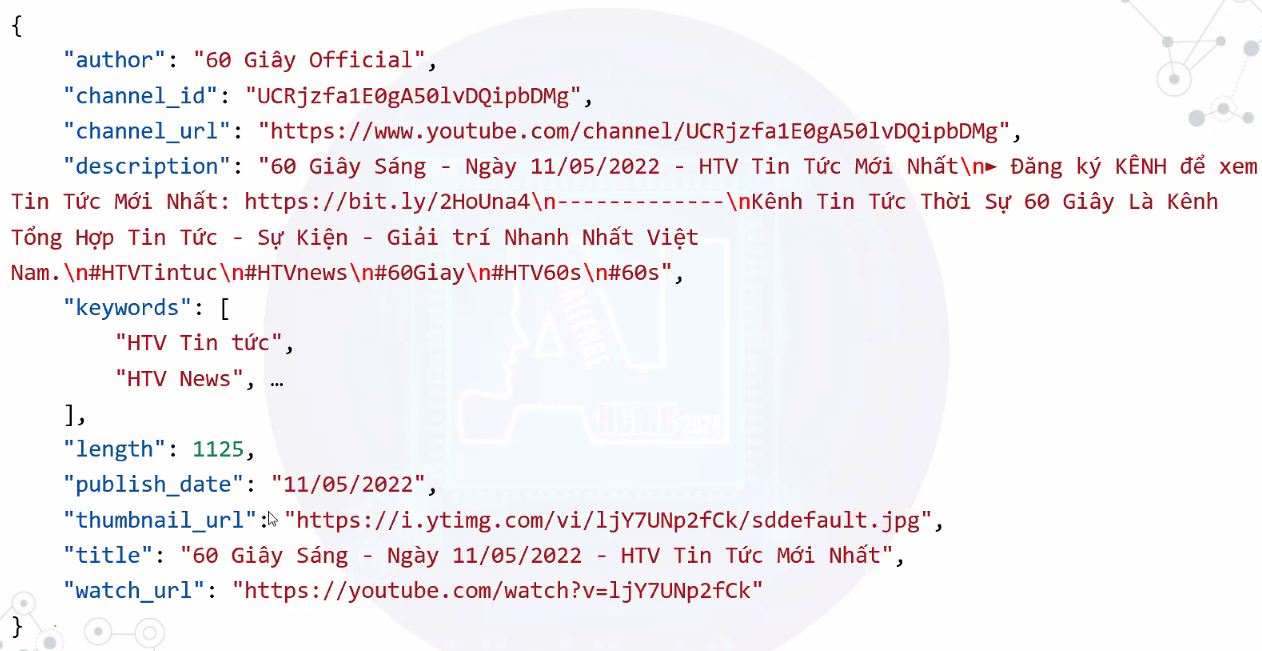 {
"author": "60 Giây Official",
"channel_id": "UCRjzfa1E0gA50lvDQipbDMg",
"channel_url": "https://www.youtube.com/channel/UCRjzfa1E0gA50lvDQipbDMg",
"description": "60 Giây Sáng - Ngày 11/05/2022 - HTV Tin Tức Mới Nhất\n► Đăng ký KÊNH để xem
Tin Tức Mới Nhất: https://bit.ly/2HoUna4\n-------------\nKênh Tin Tức Thời Sự 60 Giây Là Kênh
Tổng Hợp Tin Tức - Sự Kiện - Giải trí Nhanh Nhất Việt
Nam.\n#HTVTintuc\n#HTVnews\n#60Giay\n#HTV60s\n#60s",
"keywords": [
"HTV Tin tức",
"HTV News", …
],
"length": 1125,
"publish_date": "11/05/2022",
"thumbnail_url": "https://i.ytimg.com/vi/ljY7UNp2fCk/sddefault.jpg",
"title": "60 Giây Sáng - Ngày 11/05/2022 - HTV Tin Tức Mới Nhất",
"watch_url": "https://youtube.com/watch?v=ljY7UNp2fCk"
}
AI
CHALLENGE
HCMC 2024